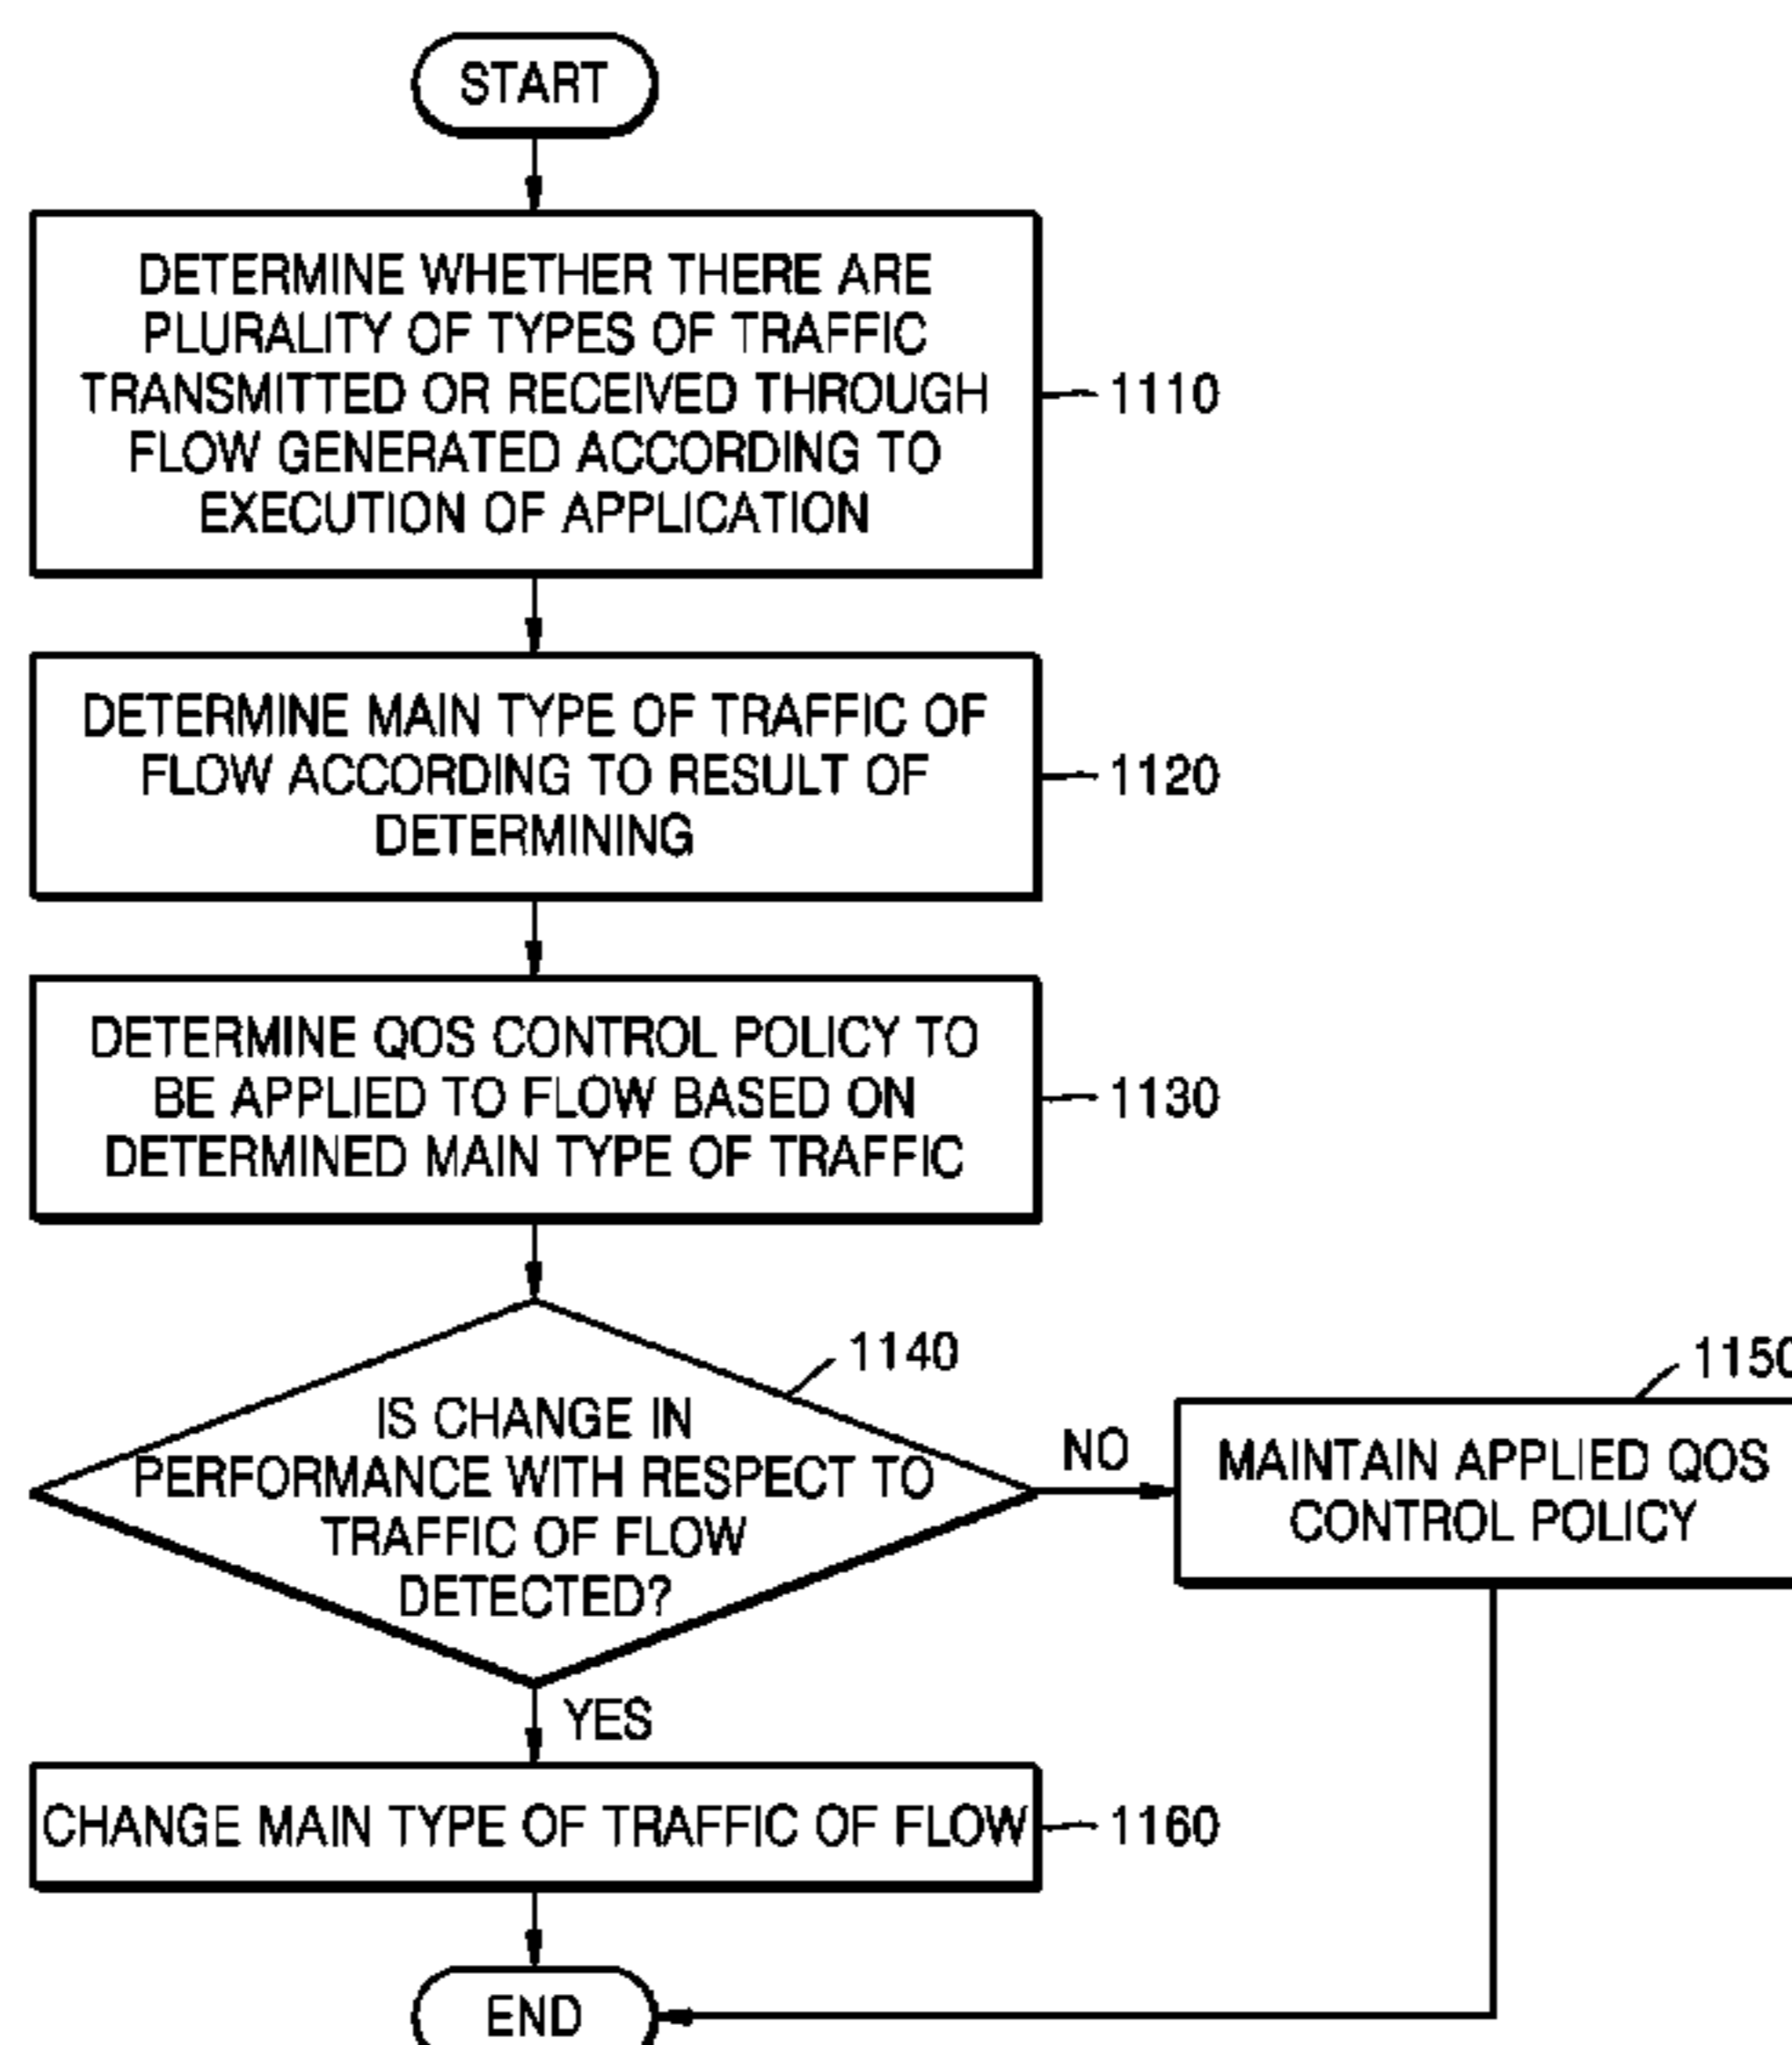 START
DETERMINE WHETHER THERE ARE
PLURALITY OF TYPES OF TRAFFIC
TRANSMITTED OR RECEIVED THROUGH
FLOW GENERATED ACCORDING TO
EXECUTION OF APPLICATION
1110
DETERMINE MAIN TYPE OF TRAFFIC OF
FLOW ACCORDING TO RESULT OF
DETERMINING
1120
DETERMINE QOS CONTROL POLICY TO
BE APPLIED TO FLOW BASED ON
DETERMINED MAIN TYPE OF TRAFFIC
1130
1140
IS CHANGE IN
PERFORMANCE WITH RESPECT TO
TRAFFIC OF FLOW
DETECTED?
NO
1150
MAINTAIN APPLIED QOS
CONTROL POLICY
YES
CHANGE MAIN TYPE OF TRAFFIC OF FLOW
1160
END